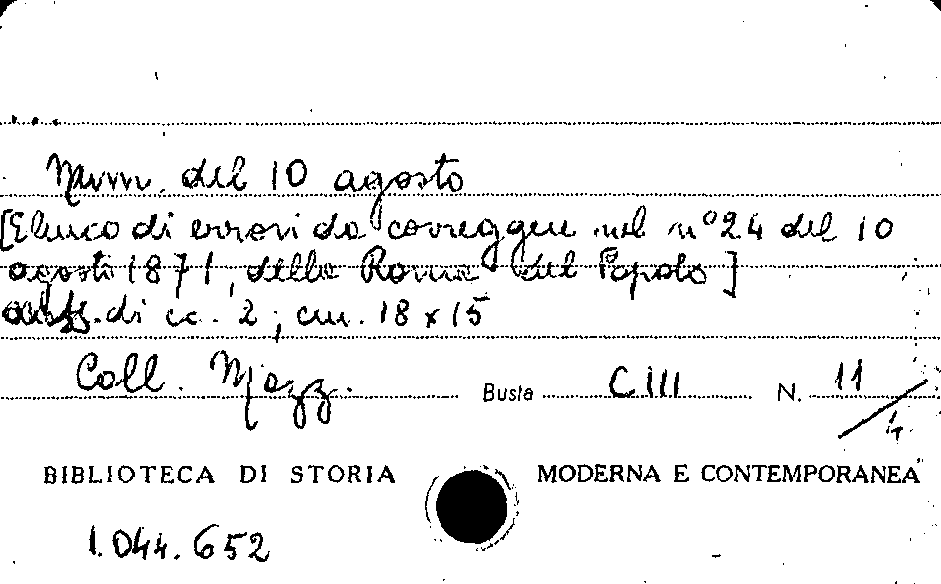 ...
Num. del 10 agosto
[Elenco di errori da correggere nel n° 24 del 10
agosto 1871, della Roma del Popolo]
di cc. 2; cm. 18 x 15
Coll. Mazz. Busta CIII N. 11/4
BIBLIOTECA DI STORIA MODERNA E CONTEMPORANEA
1.044.652